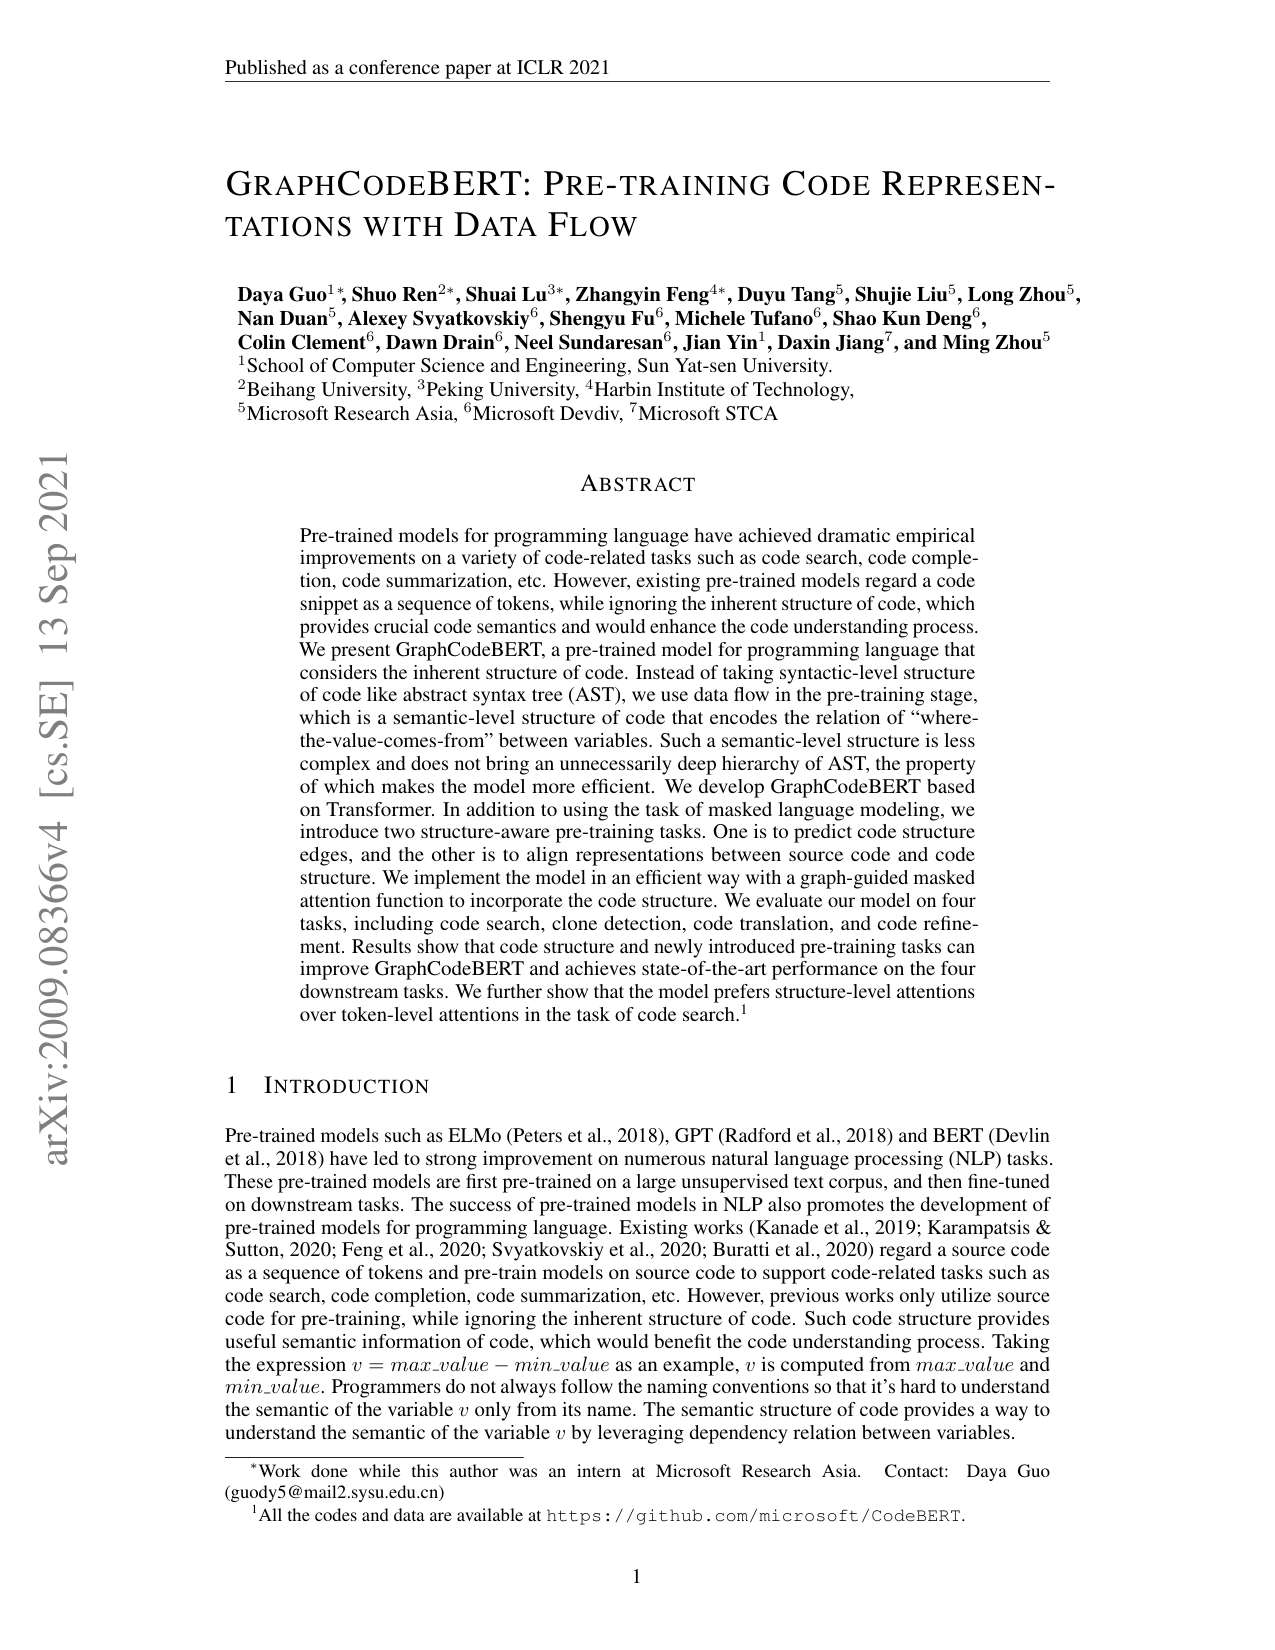 Published as a conference paper at ICLR 2021
GRAPHCODEBERT: PRE-TRAINING CODE REPRESEN-
TATIONS WITH DATA FLOW
Daya Guo1*, Shuo Ren2*, Shuai Lu3*, Zhangyin Feng4*, Duyu Tang5, Shujie Liu5, Long Zhou5,
Nan Duan5, Alexey Svyatkovskiy6, Shengyu Fu6, Michele Tufano6, Shao Kun Deng6,
Colin Clement6, Dawn Drain6, Neel Sundaresan6, Jian Yin1, Daxin Jiang7, and Ming Zhou5
1School of Computer Science and Engineering, Sun Yat-sen University.
2Beihang University, 3Peking University, 4Harbin Institute of Technology,
5Microsoft Research Asia, 6Microsoft Devdiv, 7Microsoft STCA
ABSTRACT
Pre-trained models for programming language have achieved dramatic empirical
improvements on a variety of code-related tasks such as code search, code comple-
tion, code summarization, etc. However, existing pre-trained models regard a code
snippet as a sequence of tokens, while ignoring the inherent structure of code, which
provides crucial code semantics and would enhance the code understanding process.
We present GraphCodeBERT, a pre-trained model for programming language that
considers the inherent structure of code. Instead of taking syntactic-level structure
of code like abstract syntax tree (AST), we use data flow in the pre-training stage,
which is a semantic-level structure of code that encodes the relation of “where-
the-value-comes-from” between variables. Such a semantic-level structure is less
complex and does not bring an unnecessarily deep hierarchy of AST, the property
of which makes the model more efficient. We develop GraphCodeBERT based
on Transformer. In addition to using the task of masked language modeling, we
introduce two structure-aware pre-training tasks. One is to predict code structure
edges, and the other is to align representations between source code and code
structure. We implement the model in an efficient way with a graph-guided masked
attention function to incorporate the code structure. We evaluate our model on four
tasks, including code search, clone detection, code translation, and code refine-
ment. Results show that code structure and newly introduced pre-training tasks can
improve GraphCodeBERT and achieves state-of-the-art performance on the four
downstream tasks. We further show that the model prefers structure-level attentions
over token-level attentions in the task of code search.1
1 INTRODUCTION
Pre-trained models such as ELMo (Peters et al., 2018), GPT (Radford et al., 2018) and BERT (Devlin
et al., 2018) have led to strong improvement on numerous natural language processing (NLP) tasks.
These pre-trained models are first pre-trained on a large unsupervised text corpus, and then fine-tuned
on downstream tasks. The success of pre-trained models in NLP also promotes the development of
pre-trained models for programming language. Existing works (Kanade et al., 2019; Karampatsis &
Sutton, 2020; Feng et al., 2020; Svyatkovskiy et al., 2020; Buratti et al., 2020) regard a source code
as a sequence of tokens and pre-train models on source code to support code-related tasks such as
code search, code completion, code summarization, etc. However, previous works only utilize source
code for pre-training, while ignoring the inherent structure of code. Such code structure provides
useful semantic information of code, which would benefit the code understanding process. Taking
the expression v = max_value − min_value as an example, v is computed from max_value and
min_value. Programmers do not always follow the naming conventions so that it’s hard to understand
the semantic of the variable v only from its name. The semantic structure of code provides a way to
understand the semantic of the variable v by leveraging dependency relation between variables.
*Work done while this author was an intern at Microsoft Research Asia. Contact: Daya Guo
(guody5@mail2.sysu.edu.cn)
1All the codes and data are available at https://github.com/microsoft/CodeBERT.
1
arXiv:2009.08366v4 [cs.SE] 13 Sep 2021